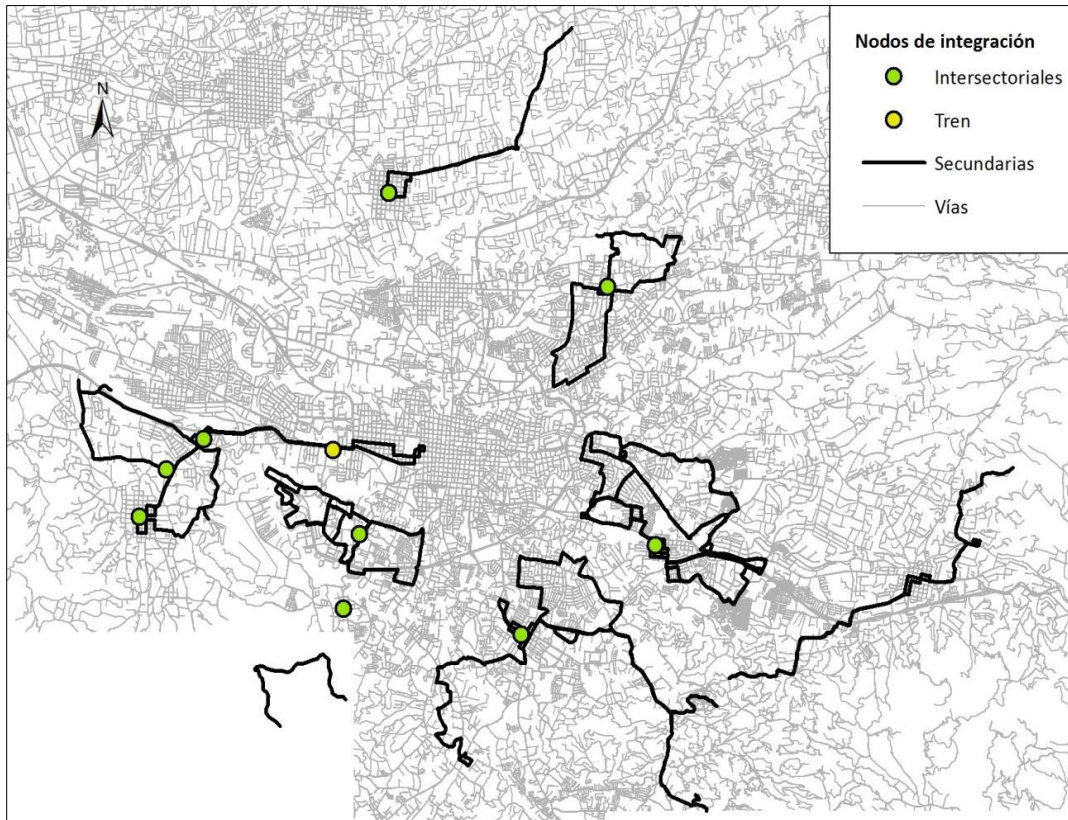 N
Nodos de integración
Intersectoriales
Tren
Secundarias
Vías